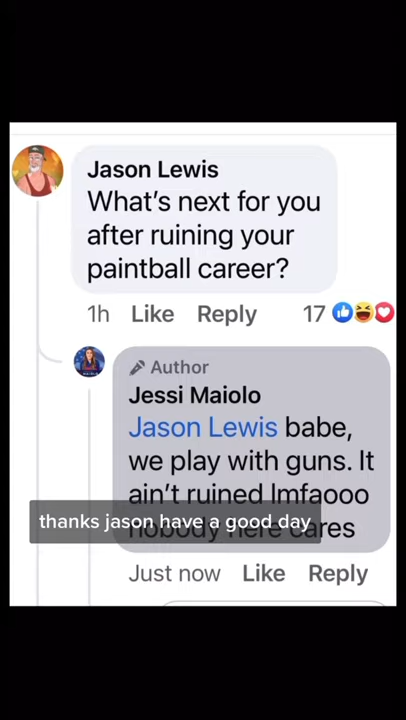 Jason Lewis
What's next for you
after ruining your
paintball career?
1h Like Reply 17
Author
Jessi Maiolo
Jason Lewis babe,
we play with guns. It
ain't ruined lmfaooo
thanks jason have a good day
nobody here cares
Just now Like Reply